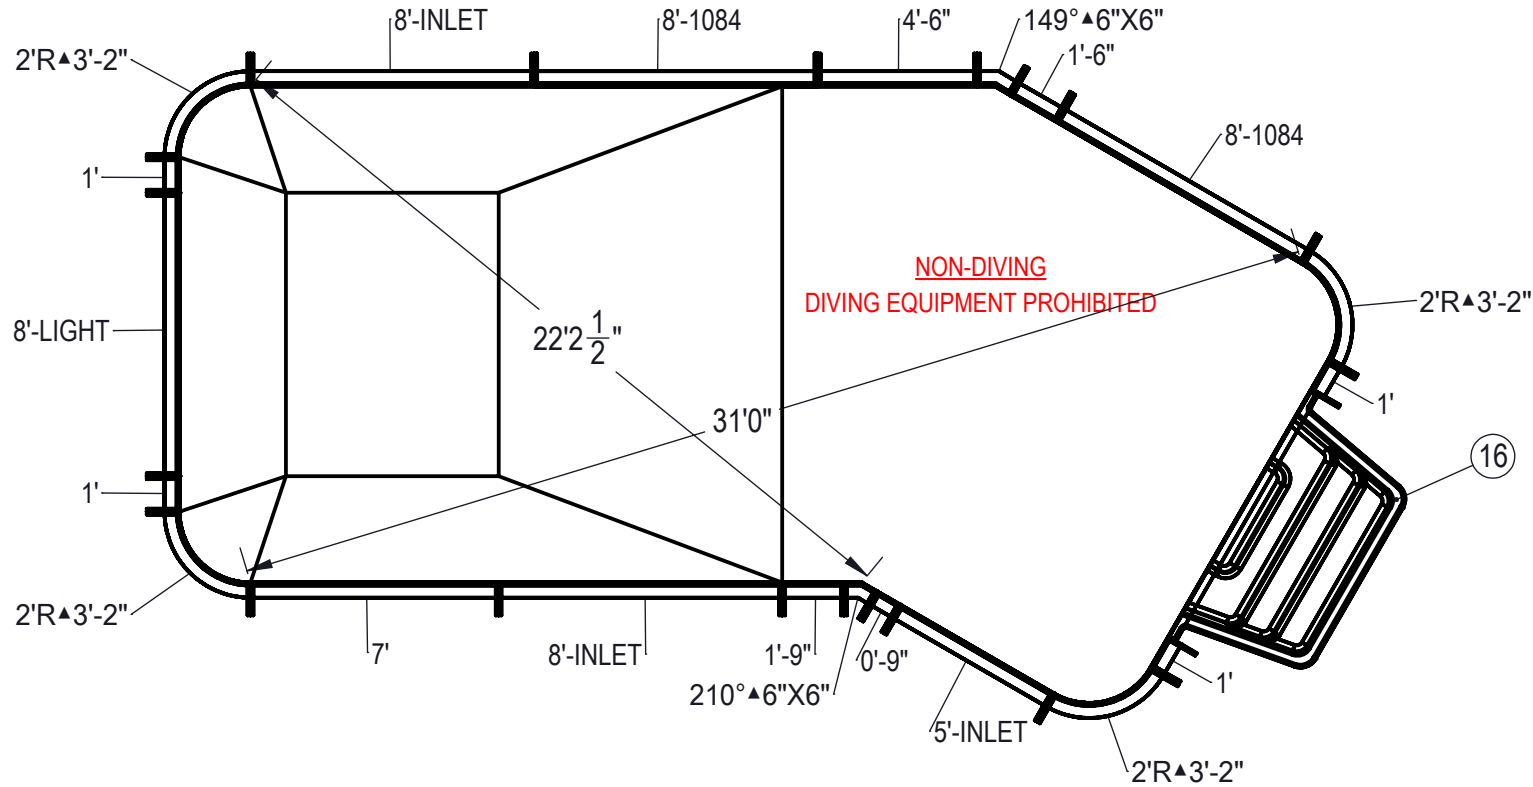 8'-INLET
8'-1084
4'-6"
149°▲6"X6"
2'R▲3'-2"
1'-6"
8'-1084
1'
NON-DIVING
DIVING EQUIPMENT PROHIBITED
2'R▲3'-2"
8'-LIGHT
22'2 1/2"
31'0"
1'
16
1'
2'R▲3'-2"
7'
8'-INLET
1'-9"
0'-9"
210°▲6"X6"
1'
5'-INLET
2'R▲3'-2"